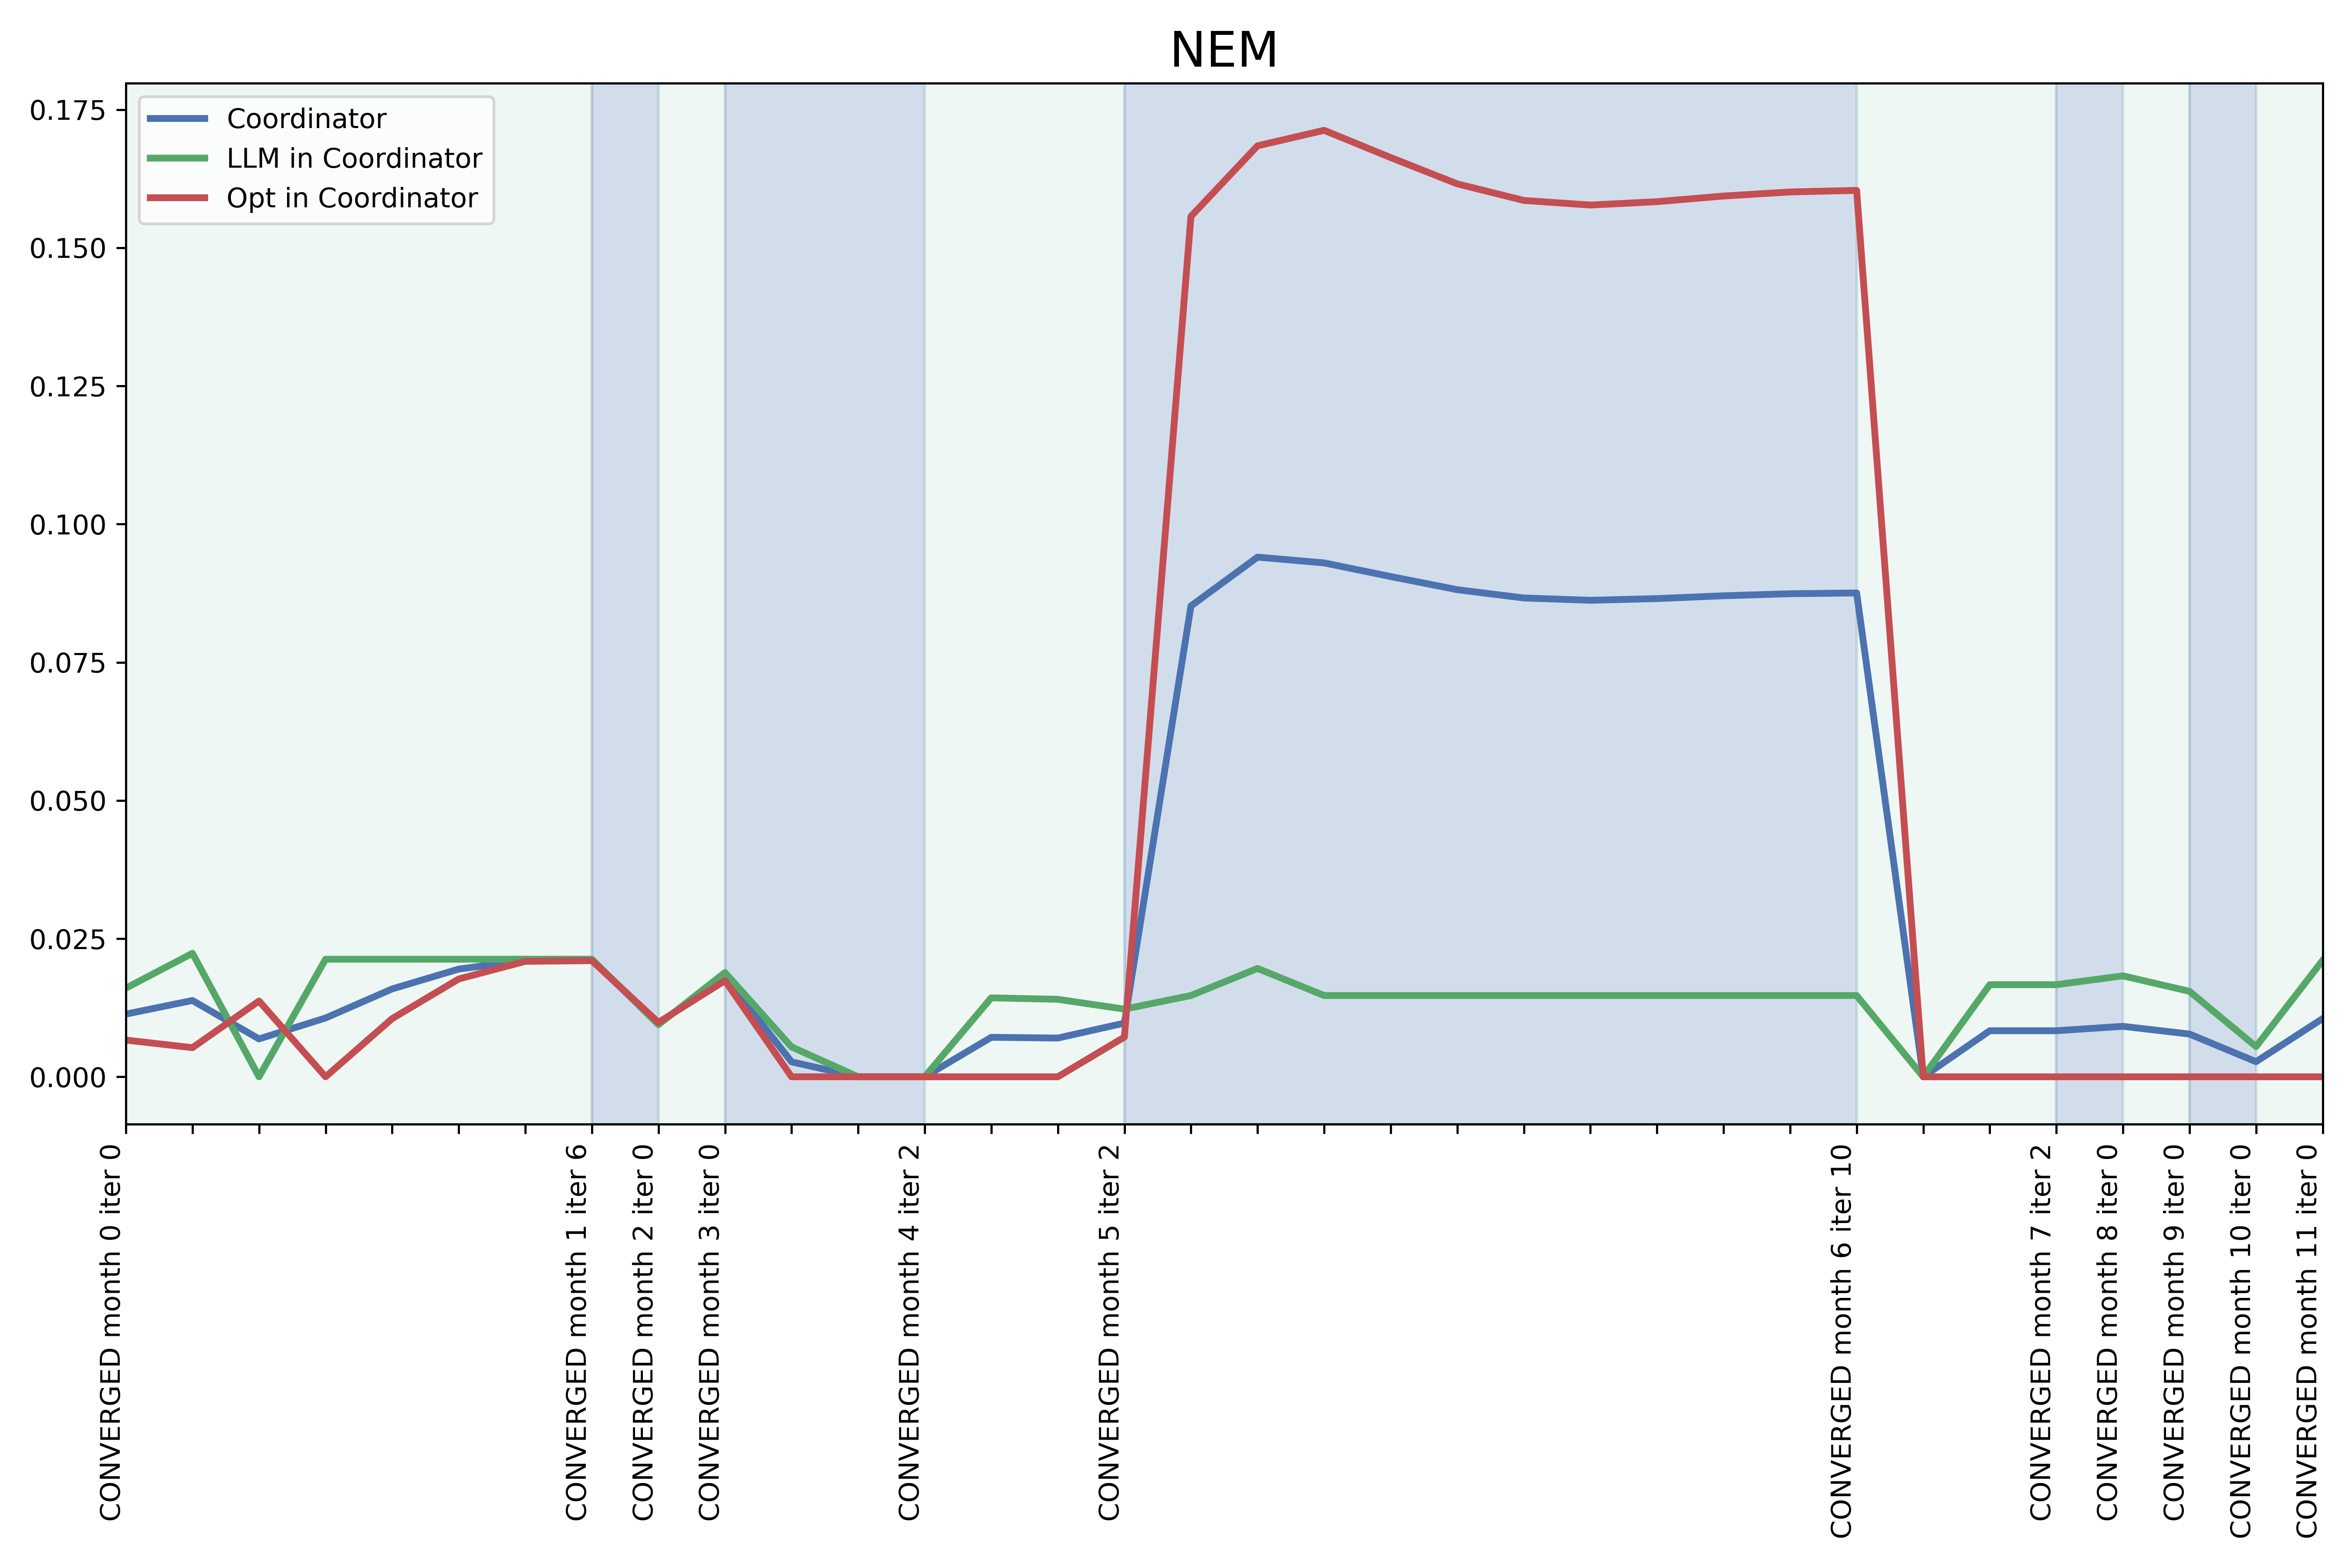 NEM
0.175
0.150
0.125
0.100
0.075
0.050
0.025
0.000
Coordinator
LLM in Coordinator
Opt in Coordinator
CONVERGED month 0 iter 0
CONVERGED month 1 iter 6
CONVERGED month 2 iter 0
CONVERGED month 3 iter 0
CONVERGED month 4 iter 2
CONVERGED month 5 iter 2
CONVERGED month 6 iter 10
CONVERGED month 7 iter 2
CONVERGED month 8 iter 0
CONVERGED month 9 iter 0
CONVERGED month 10 iter 0
CONVERGED month 11 iter 0